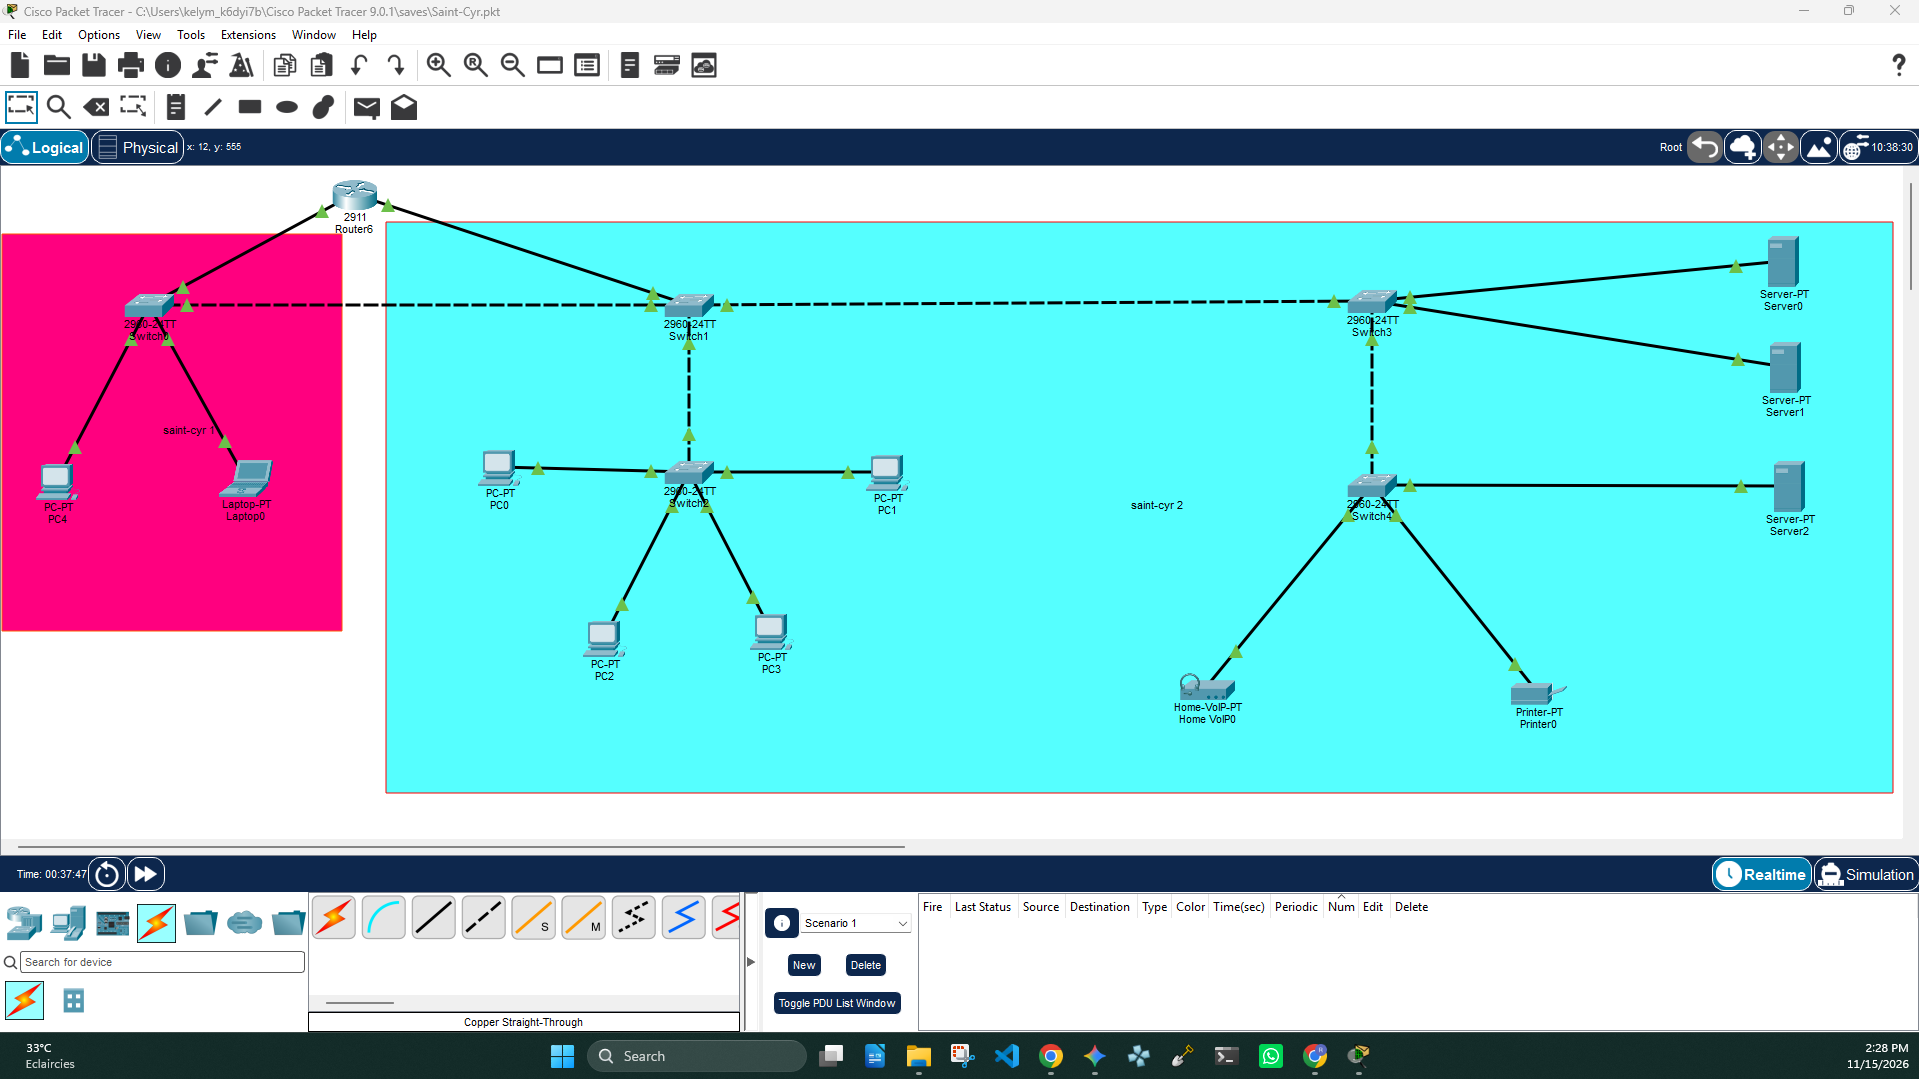 Cisco Packet Tracer - C:\Users\kelym_k6dyi7b\Cisco Packet Tracer 9.0.1\saves\Saint-Cyr.pkt
File Edit Options View Tools Extensions Window Help
Logical Physical x: 12, y: 555 Root 10:38:30
2911
Router6
2960-24TT
Switch0
2960-24TT
Switch1
2960-24TT
Switch3
Server-PT
Server0
Server-PT
Server1
saint-cyr 1
PC-PT
PC4
Laptop-PT
Laptop0
PC-PT
PC0
2960-24TT
Switch2
PC-PT
PC1
saint-cyr 2
2960-24TT
Switch4
Server-PT
Server2
PC-PT
PC2
PC-PT
PC3
Home-VoIP-PT
Home VoIP0
Printer-PT
Printer0
Time: 00:37:47 Realtime Simulation
S M
Scenario 1
Fire Last Status Source Destination Type Color Time(sec) Periodic Num Edit Delete
Search for device
New Delete
Toggle PDU List Window
Copper Straight-Through
33°C
Eclaircies
Search
2:28 PM
11/15/2026